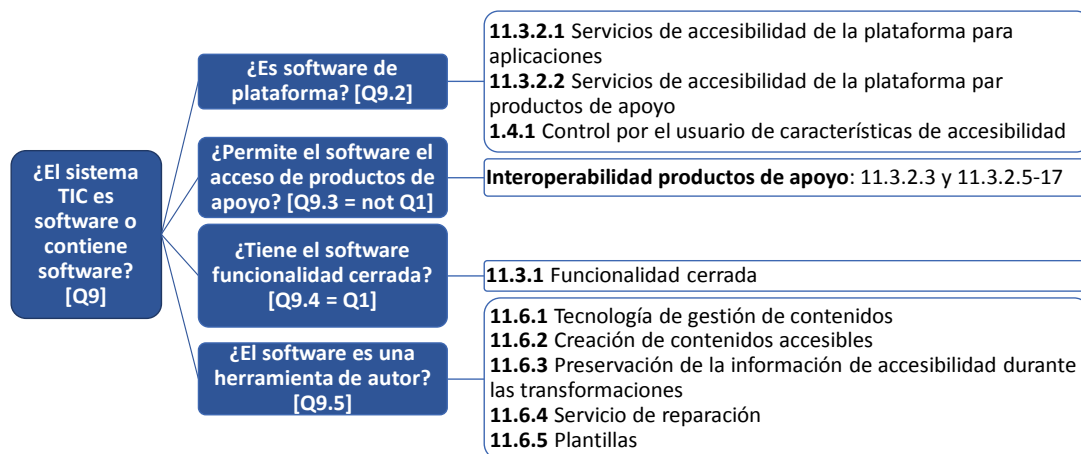 ¿El sistema
TIC es
software o
contiene
software?
[Q9]
¿Es software de
plataforma? [Q9.2]
11.3.2.1 Servicios de accesibilidad de la plataforma para
aplicaciones
11.3.2.2 Servicios de accesibilidad de la plataforma par
productos de apoyo
1.4.1 Control por el usuario de características de accesibilidad
¿Permite el software el
acceso de productos de
apoyo? [Q9.3 = not Q1]
Interoperabilidad productos de apoyo: 11.3.2.3 y 11.3.2.5-17
¿Tiene el software
funcionalidad cerrada?
[Q9.4 = Q1]
11.3.1 Funcionalidad cerrada
¿El software es una
herramienta de autor?
[Q9.5]
11.6.1 Tecnología de gestión de contenidos
11.6.2 Creación de contenidos accesibles
11.6.3 Preservación de la información de accesibilidad durante
las transformaciones
11.6.4 Servicio de reparación
11.6.5 Plantillas